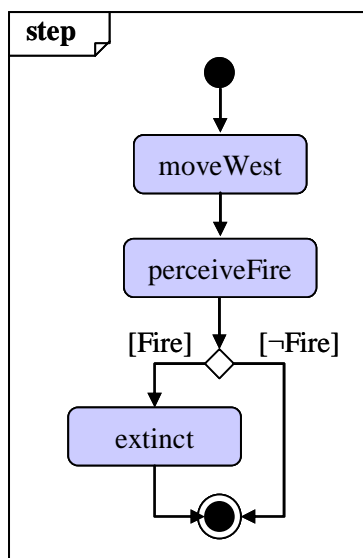 step
moveWest
perceiveFire
[Fire] [¬Fire]
extinct